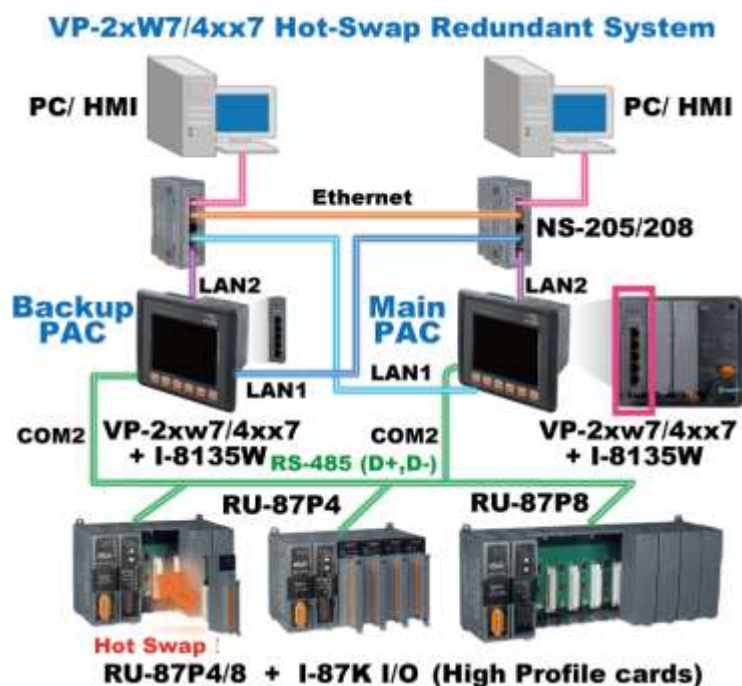 VP-2xW7/4xx7 Hot-Swap Redundant System
PC/ HMI
PC/ HMI
Ethernet
NS-205/208
LAN2
LAN2
Backup
PAC
Main
PAC
LAN1
LAN1
COM2
VP-2xw7/4xx7
+ I-8135W
COM2
VP-2xw7/4xx7
+ I-8135W
RS-485 (D+,D-)
RU-87P4
RU-87P8
Hot Swap
RU-87P4/8 + I-87K I/O (High Profile cards)